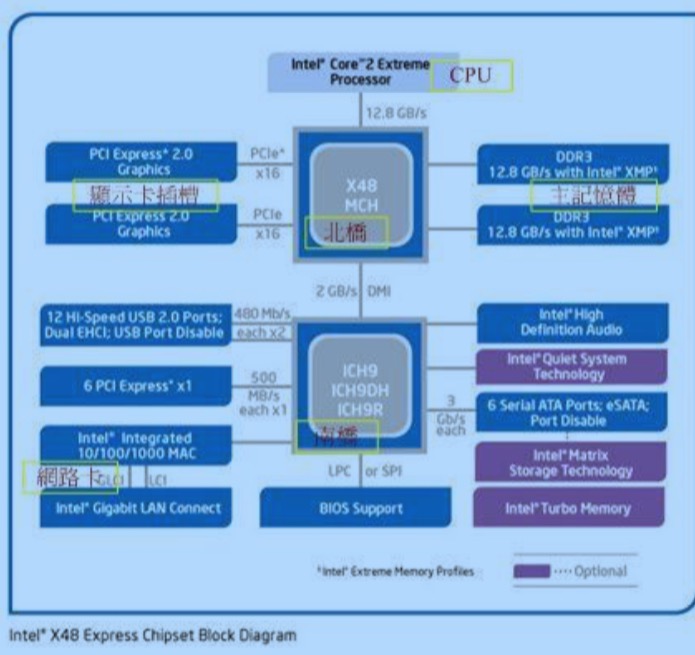 Intel® Core™2 Extreme
Processor
CPU
12.8 GB/s
PCI Express* 2.0
Graphics
PCIe*
x16
顯示卡插槽
PCI Express 2.0
Graphics
PCIe
x16
X48
MCH
北橋
DDR3
12.8 GB/s with Intel® XMP¹
主記憶體
DDR3
12.8 GB/s with Intel® XMP¹
2 GB/s DMI
12 Hi-Speed USB 2.0 Ports;
Dual EHCI; USB Port Disable
480 Mb/s
each x2
6 PCI Express* x1
500
MB/s
each x1
Intel® Integrated
10/100/1000 MAC
網路卡
GLCI
LCI
Intel® Gigabit LAN Connect
ICH9
ICH9DH
ICH9R
南橋
LPC or SPI
BIOS Support
Intel® High
Definition Audio
Intel® Quiet System
Technology
3
Gb/s
each
6 Serial ATA Ports; eSATA;
Port Disable
Intel® Matrix
Storage Technology
Intel® Turbo Memory
¹Intel® Extreme Memory Profiles
Optional
Intel® X48 Express Chipset Block Diagram